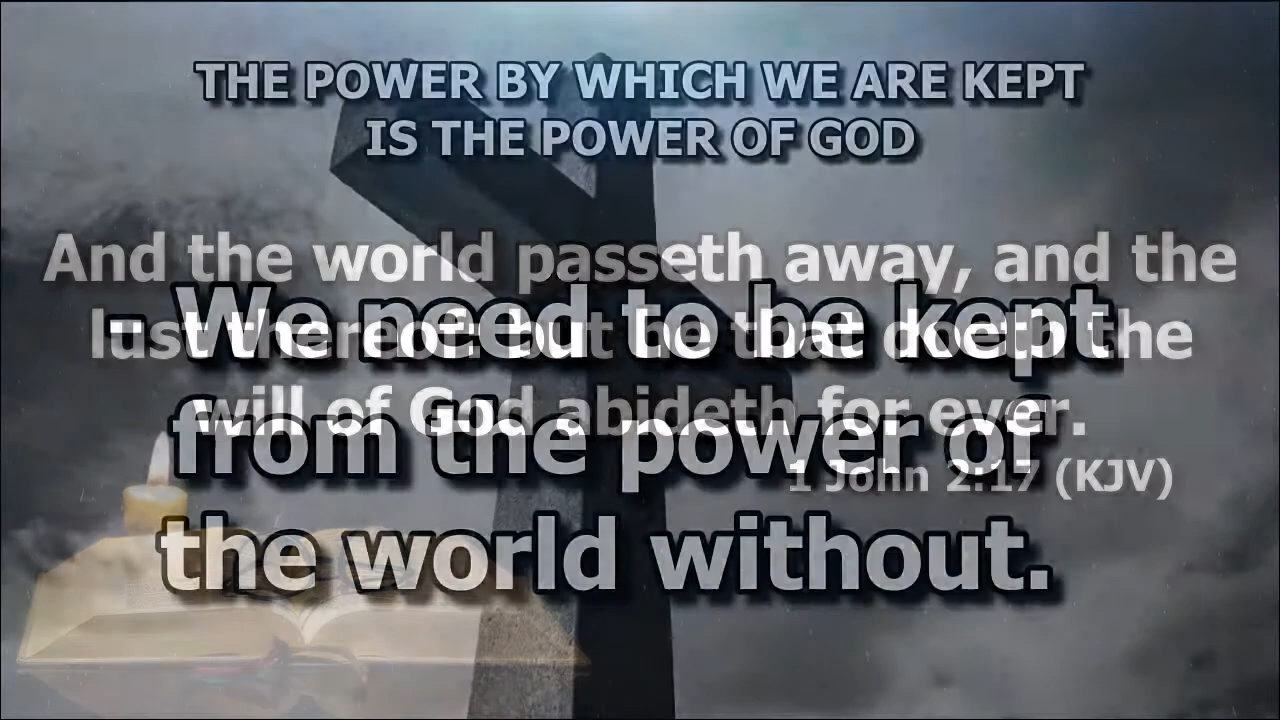 THE POWER BY WHICH WE ARE KEPT
IS THE POWER OF GOD
And the world passeth away, and the
lust thereof: but he that doeth the
will of God abideth for ever.
1 John 2:17 (KJV)
- We need to be kept
from the power of
the world without.